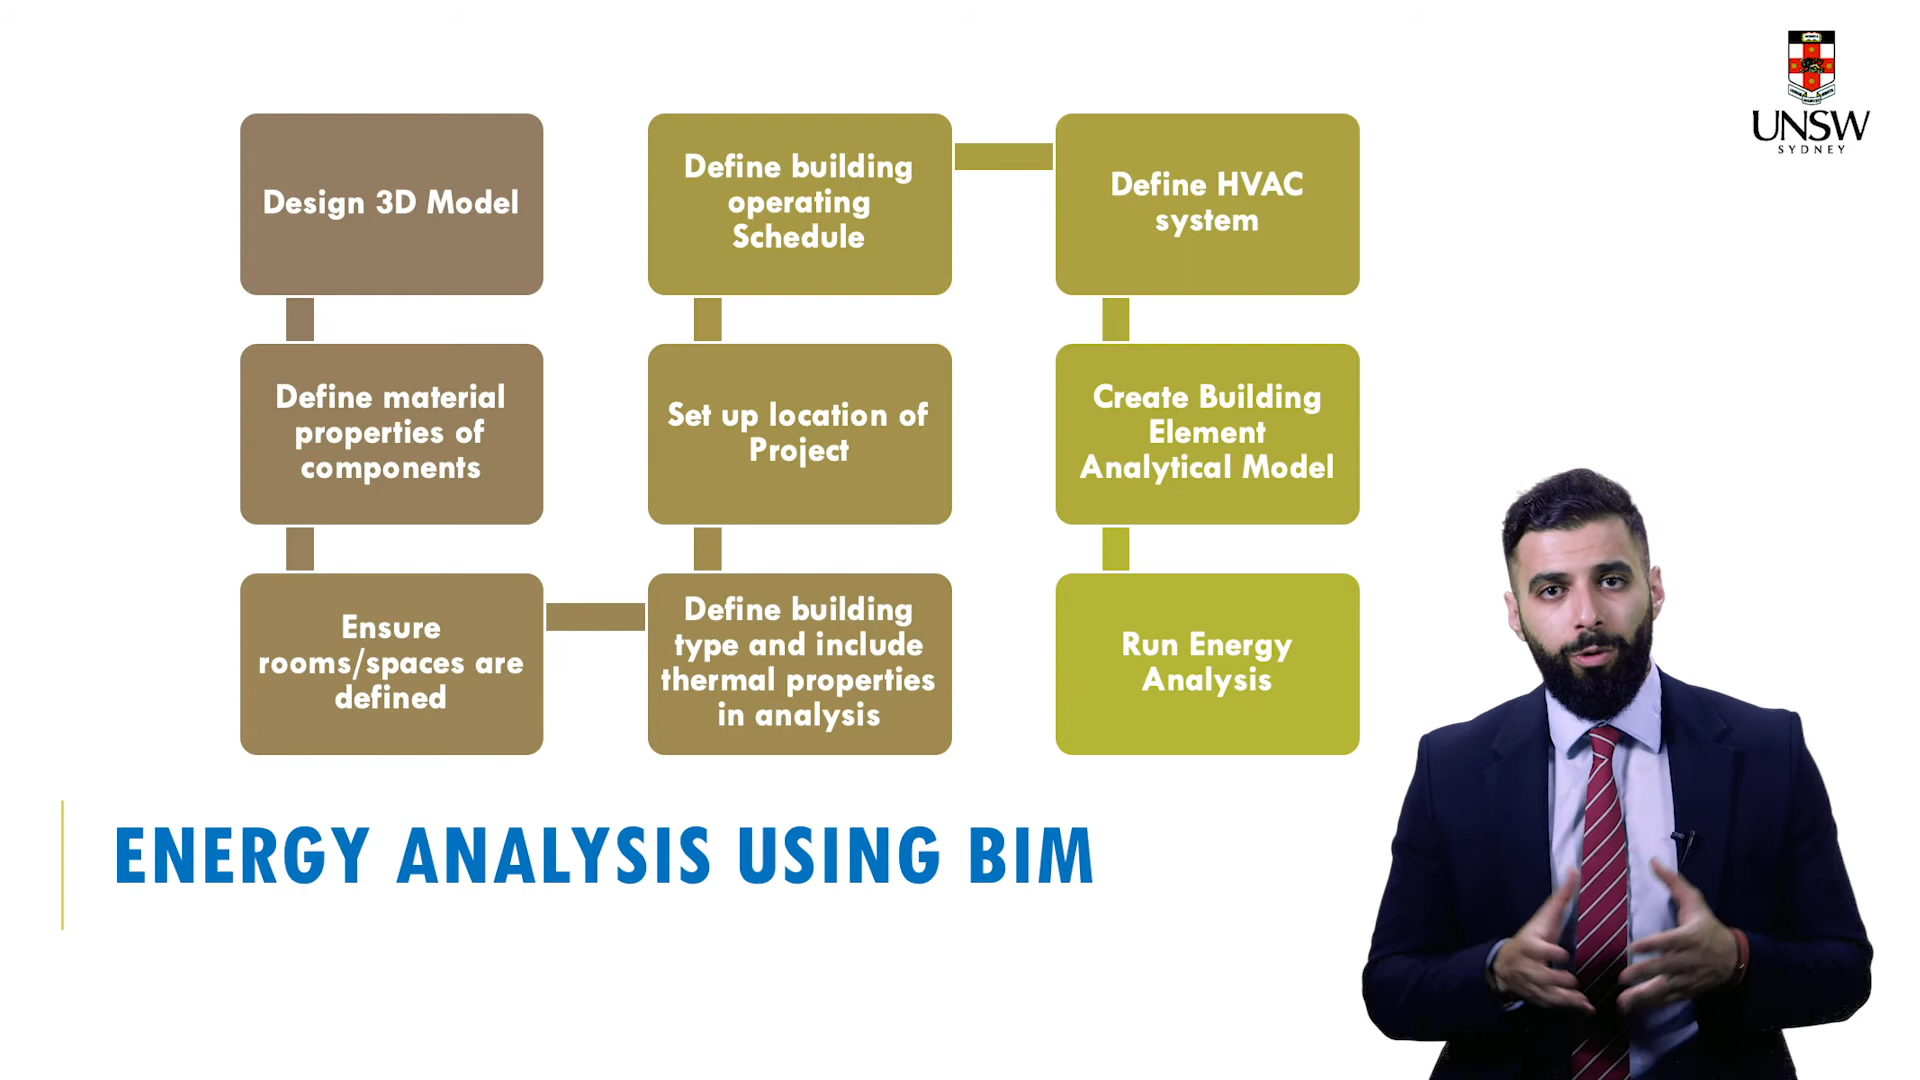 Design 3D Model
Define material
properties of
components
Ensure
rooms/spaces are
defined
Define building
type and include
thermal properties
in analysis
Set up location of
Project
Define building
operating
Schedule
Define HVAC
system
Create Building
Element
Analytical Model
Run Energy
Analysis
ENERGY ANALYSIS USING BIM
UNSW
SYDNEY